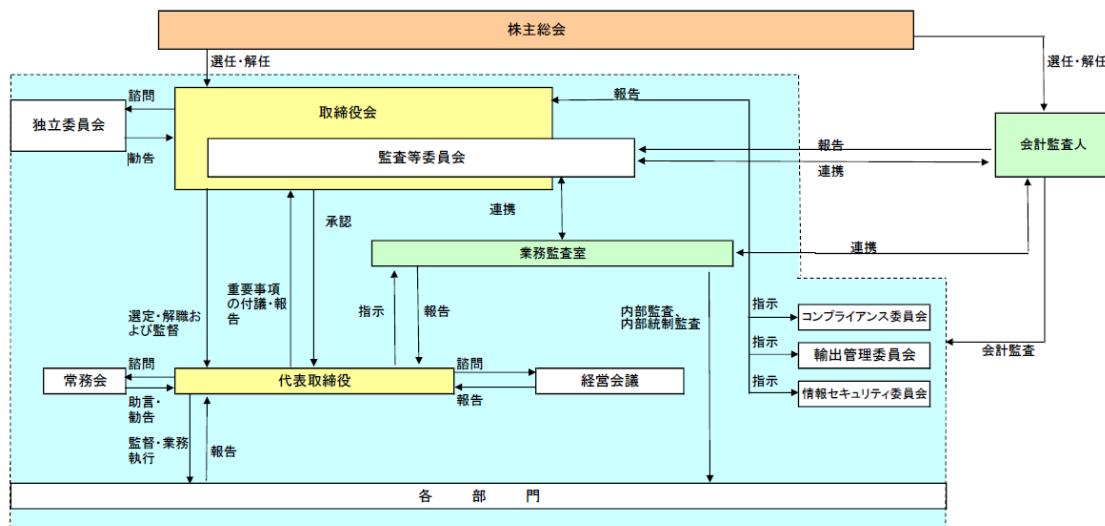 株主総会
選任・解任
選任・解任
諮問
取締役会
報告
独立委員会
勧告
監査等委員会
報告
連携
会計監査人
連携
承認
業務監査室
連携
重要事項
の付議・報
告
選定・解職お
よび監督
指示
報告
内部監査、
内部統制監査
指示
コンプライアンス委員会
指示
輸出管理委員会
会計監査
指示
情報セキュリティ委員会
諮問
常務会
助言・
勧告
代表取締役
諮問
報告
経営会議
監督・業務
執行
報告
各 部 門